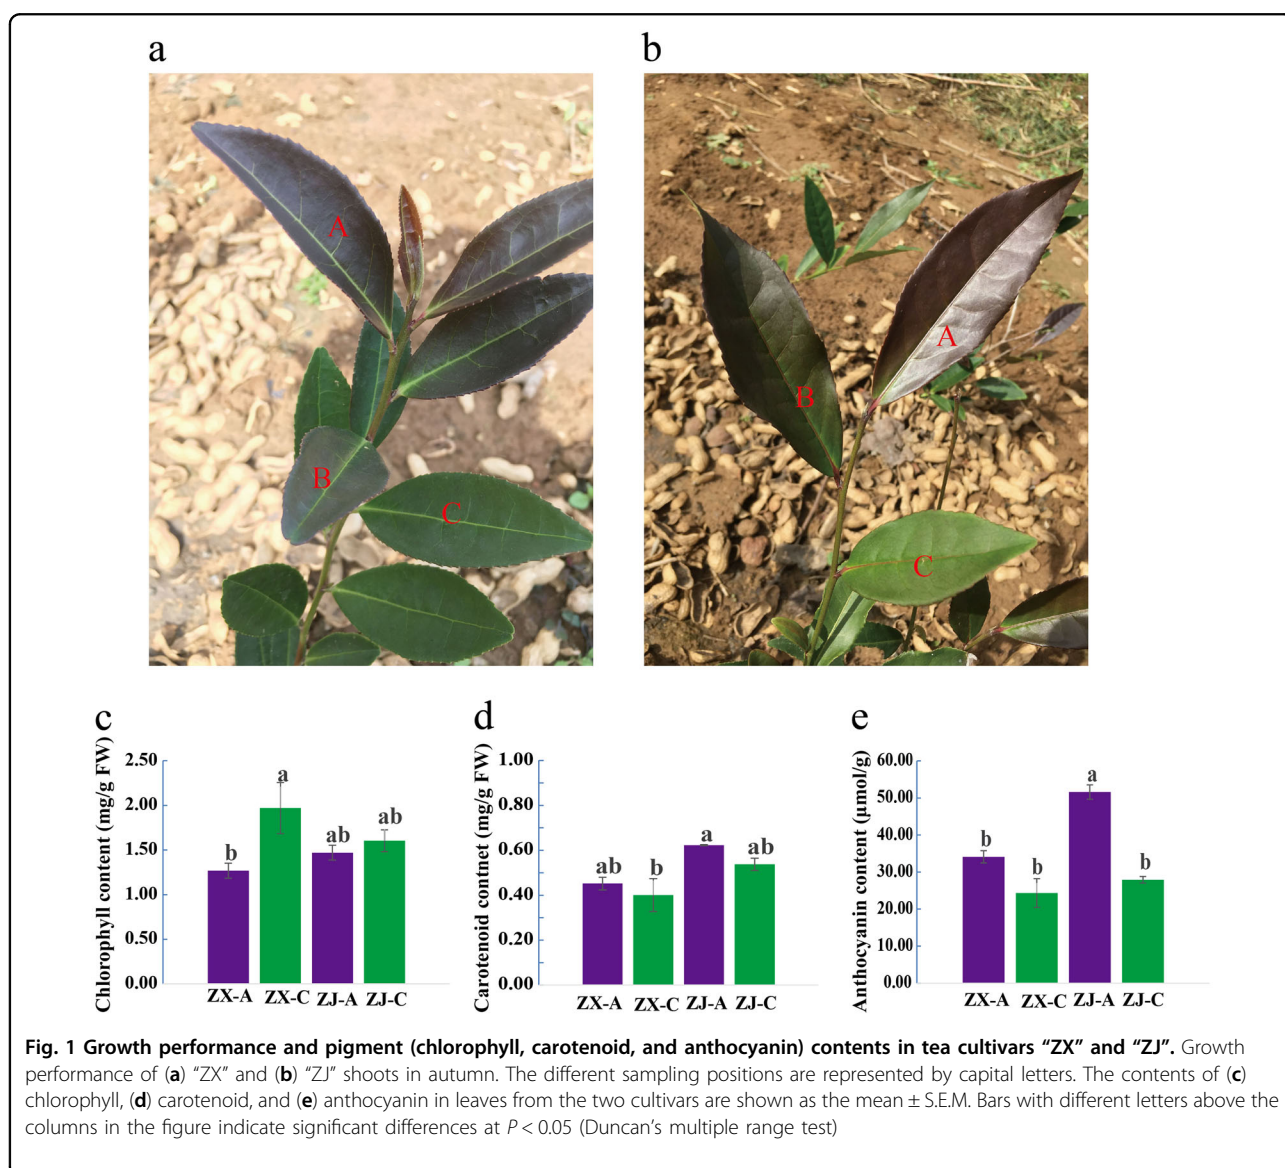 a
b
A
B
C
A
B
C
c
Chlorophyll content (mg/g FW)
2.50
2.00
1.50
1.00
0.50
0.00
b
a
ab
ab
ZX-A
ZX-C
ZJ-A
ZJ-C
d
Carotenoid contnet (mg/g FW)
1.00
0.80
0.60
0.40
0.20
0.00
ab
b
a
ab
ZX-A
ZX-C
ZJ-A
ZJ-C
e
Anthocyanin content (μmol/g)
60.00
50.00
40.00
30.00
20.00
10.00
0.00
b
b
a
b
ZX-A
ZX-C
ZJ-A
ZJ-C
Fig. 1 Growth performance and pigment (chlorophyll, carotenoid, and anthocyanin) contents in tea cultivars “ZX” and “ZJ”. Growth
performance of (a) “ZX” and (b) “ZJ” shoots in autumn. The different sampling positions are represented by capital letters. The contents of (c)
chlorophyll, (d) carotenoid, and (e) anthocyanin in leaves from the two cultivars are shown as the mean ± S.E.M. Bars with different letters above the
columns in the figure indicate significant differences at P < 0.05 (Duncan’s multiple range test)